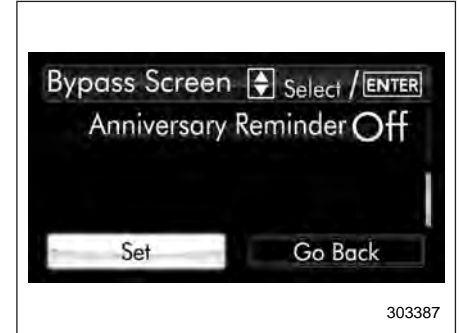 Bypass Screen Select / ENTER
Anniversary Reminder Off
Set Go Back
303387